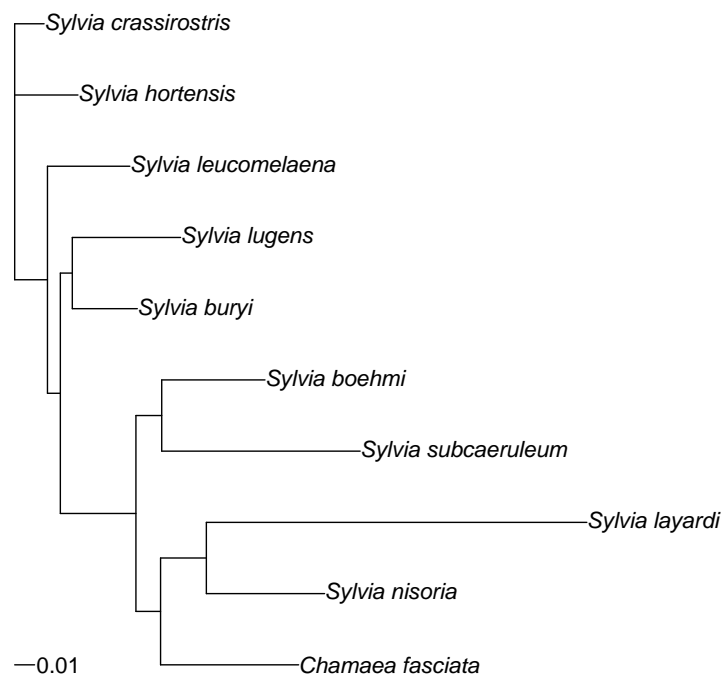 Sylvia crassirostris
Sylvia hortensis
Sylvia leucomelaena
Sylvia lugens
Sylvia buryi
Sylvia boehmi
Sylvia subcaeruleum
Sylvia layardi
Sylvia nisoria
Chamaea fasciata
0.01